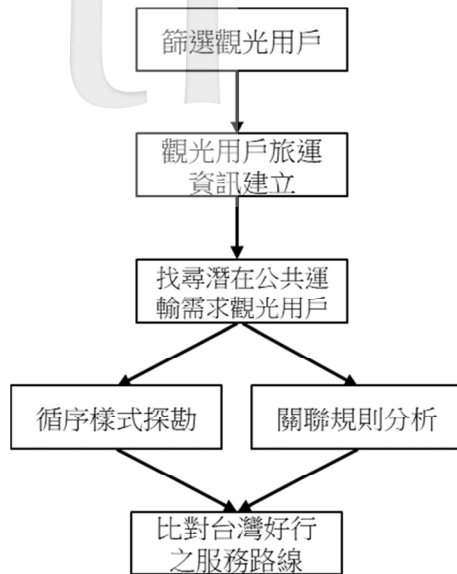 篩選觀光用戶
觀光用戶旅運
資訊建立
找尋潛在公共運
輸需求觀光用戶
循序樣式探勘
關聯規則分析
比對台灣好行
之服務路線